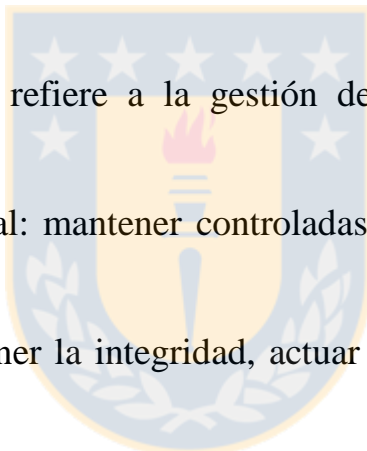 refiere a la gestión de
al: mantener controladas
ner la integridad, actuar